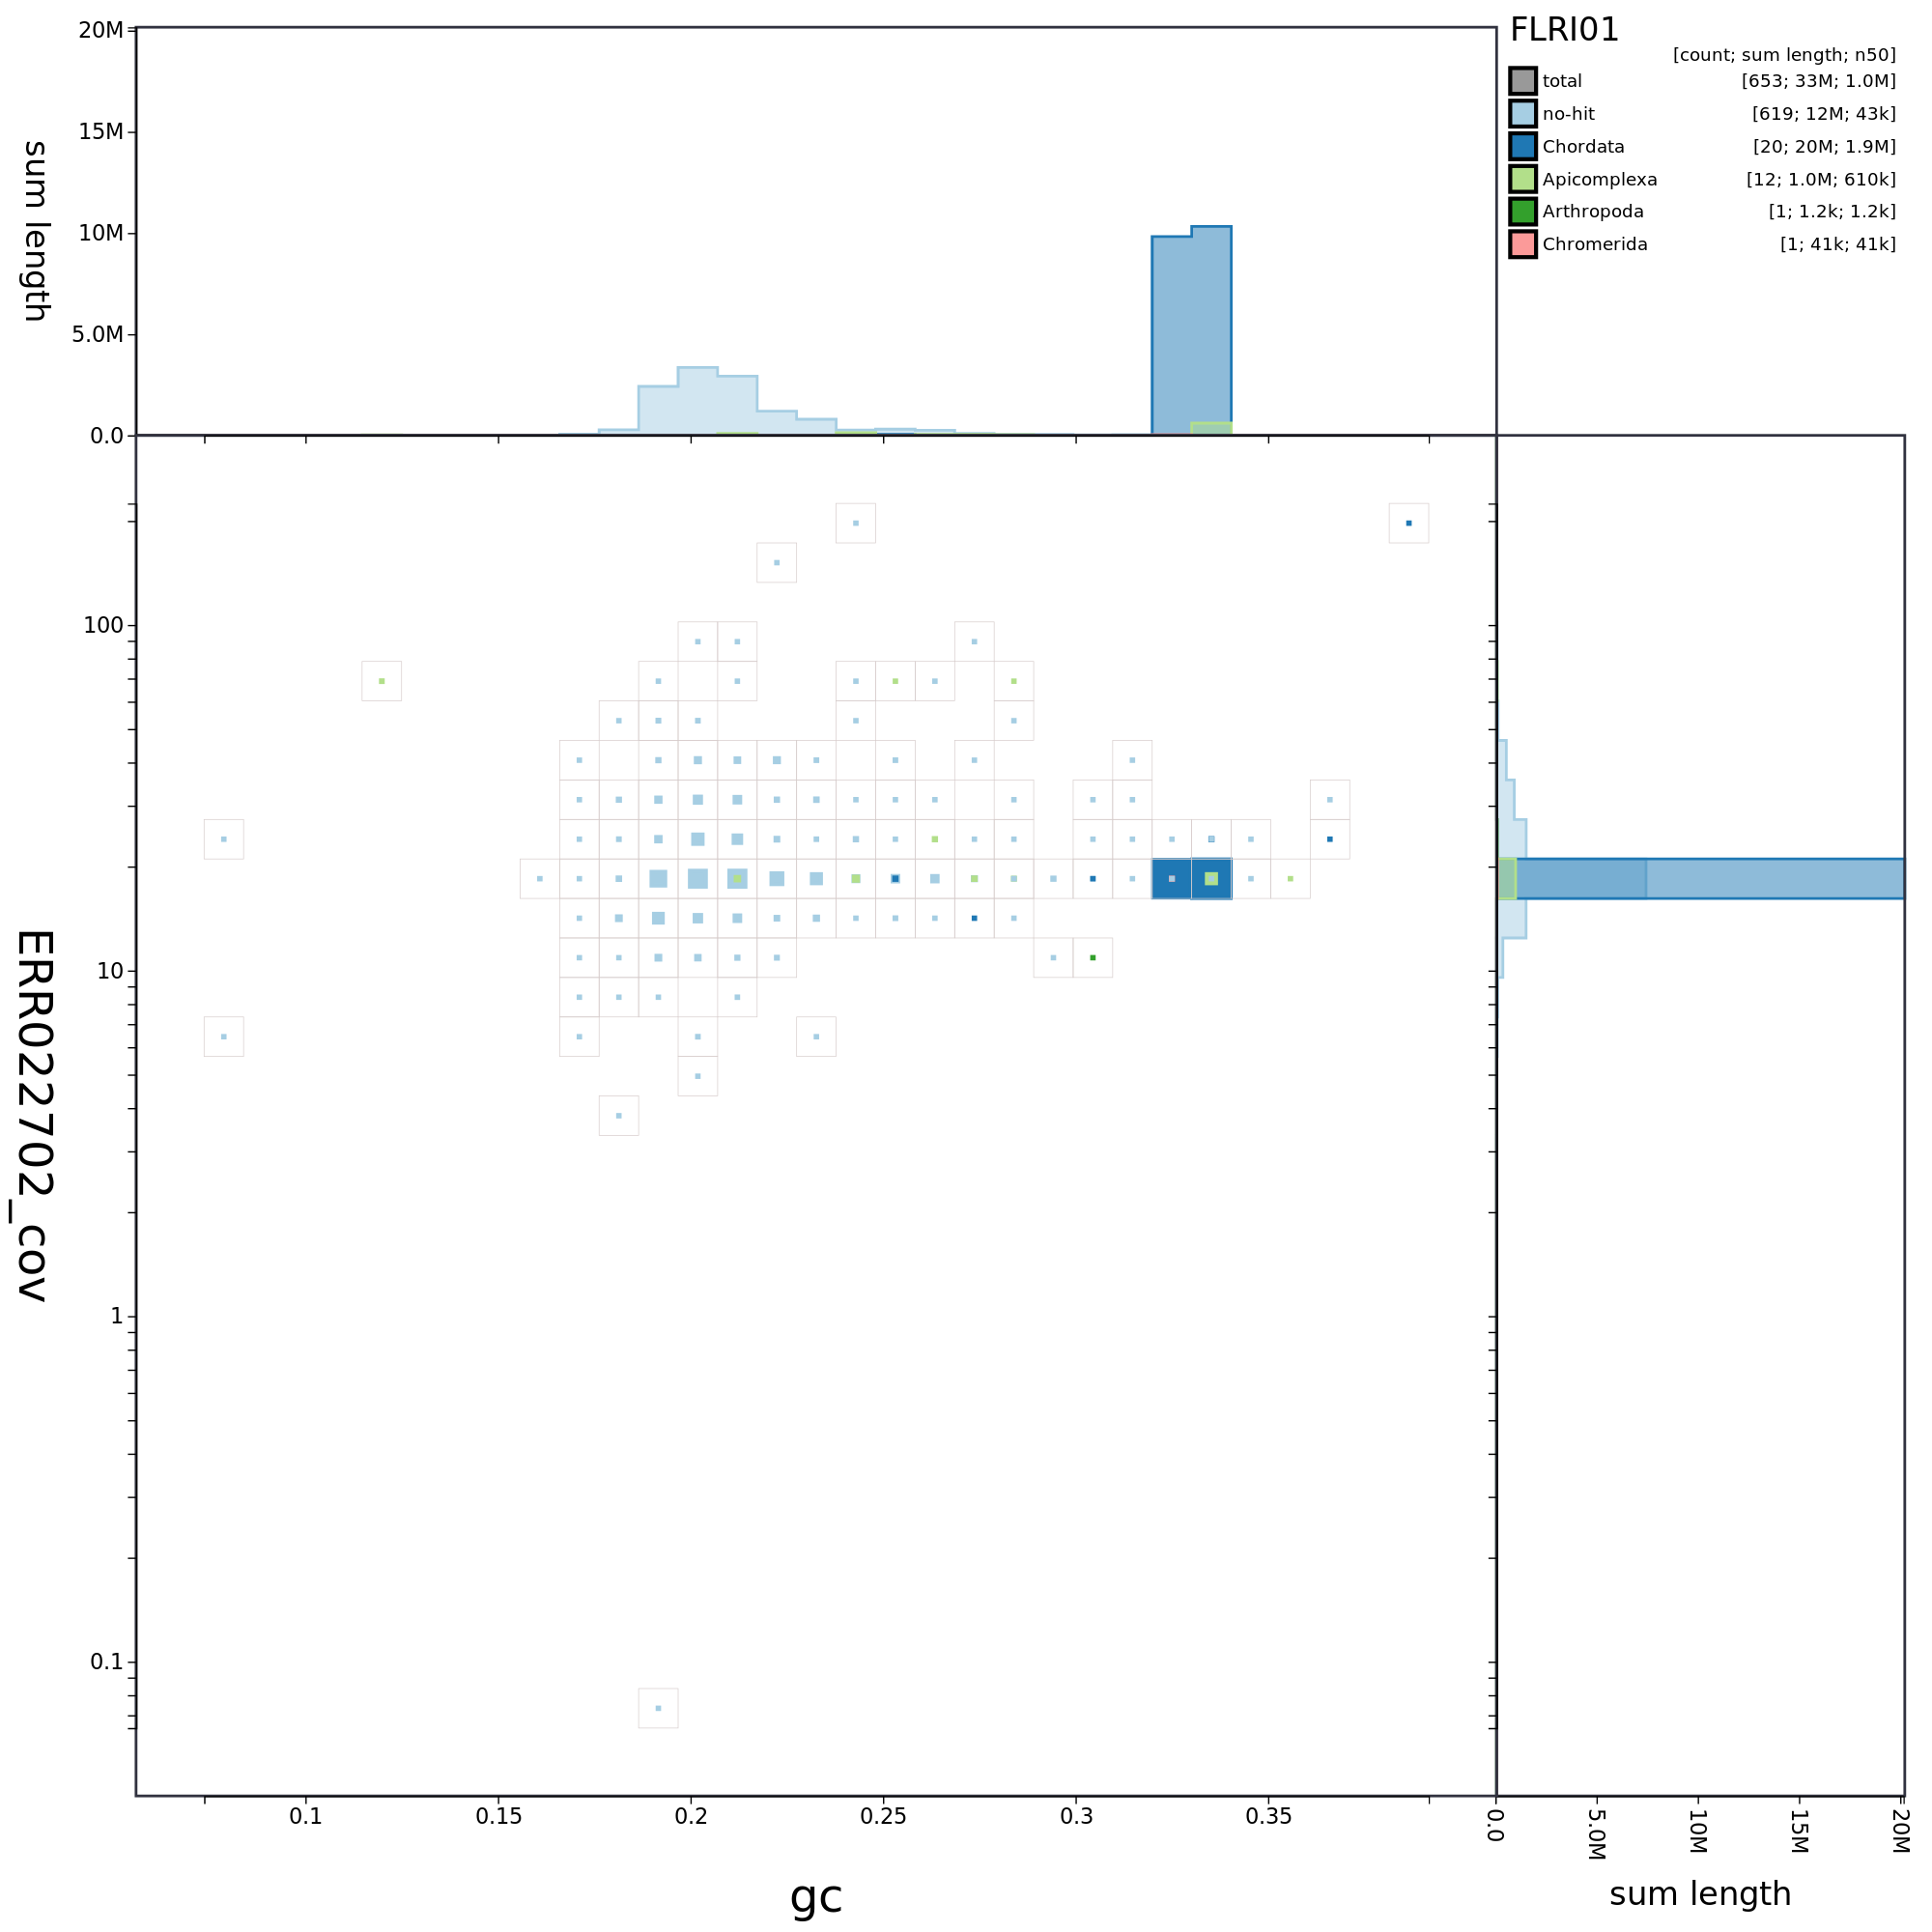 FLRI01
[count; sum length; n50]
total [653; 33M; 1.0M]
no-hit [619; 12M; 43k]
Chordata [20; 20M; 1.9M]
Apicomplexa [12; 1.0M; 610k]
Arthropoda [1; 1.2k; 1.2k]
Chromerida [1; 41k; 41k]
sum length
20M
15M
10M
5.0M
0.0
ERR022702_cov
100
10
1
0.1
0.1 0.15 0.2 0.25 0.3 0.35
gc
0.0 5.0M 10M 15M 20M
sum length